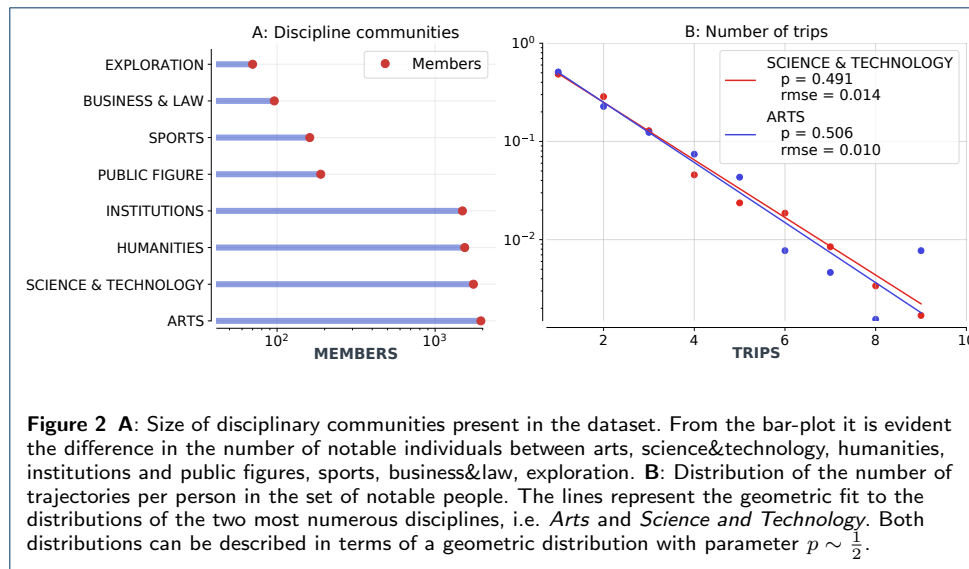 A: Discipline communities
Members
EXPLORATION
BUSINESS & LAW
SPORTS
PUBLIC FIGURE
INSTITUTIONS
HUMANITIES
SCIENCE & TECHNOLOGY
ARTS
10²
10³
MEMBERS
B: Number of trips
10⁰
10⁻¹
10⁻²
SCIENCE & TECHNOLOGY
p = 0.491
rmse = 0.014
ARTS
p = 0.506
rmse = 0.010
2
4
6
8
10
TRIPS
Figure 2 A: Size of disciplinary communities present in the dataset. From the bar-plot it is evident
the difference in the number of notable individuals between arts, science&technology, humanities,
institutions and public figures, sports, business&law, exploration. B: Distribution of the number of
trajectories per person in the set of notable people. The lines represent the geometric fit to the
distributions of the two most numerous disciplines, i.e. Arts and Science and Technology. Both
distributions can be described in terms of a geometric distribution with parameter p ∼ 1/2.